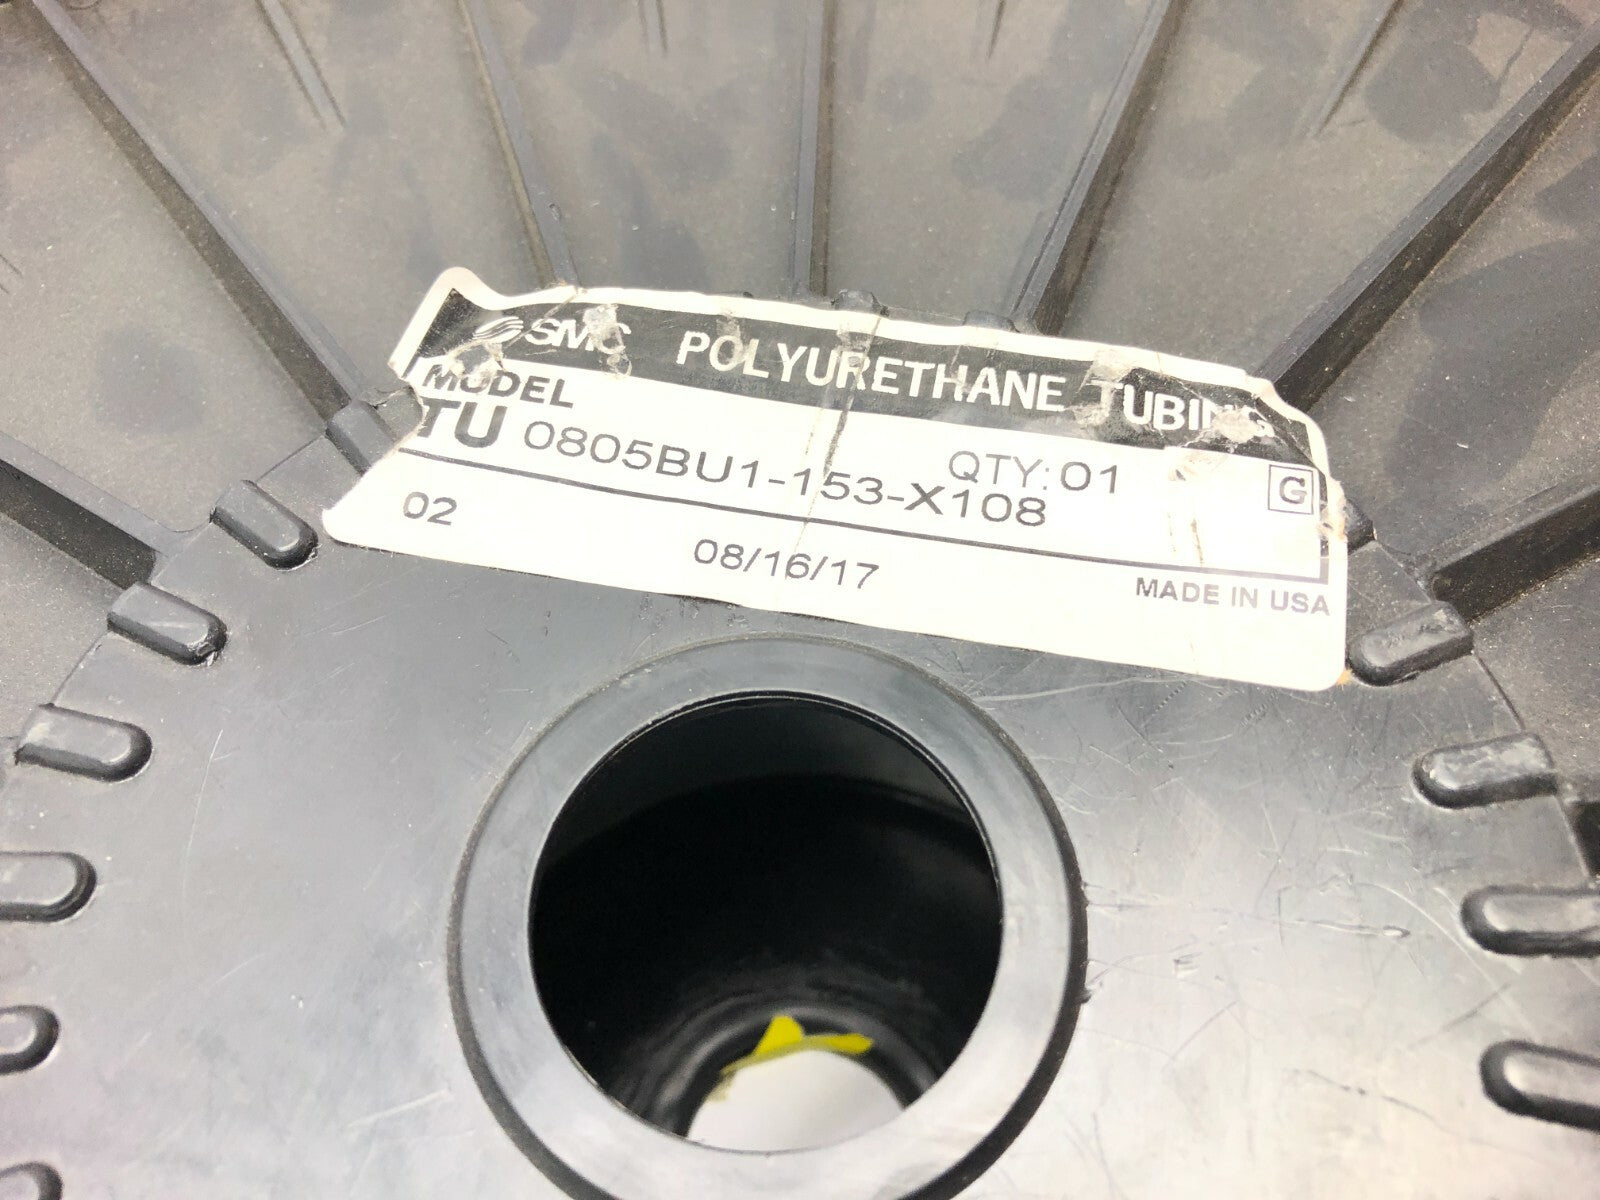 SMC POLYURETHANE TUBING
MODEL
TU 0805BU1-153-X108
QTY: 01
G
02
08/16/17
MADE IN USA